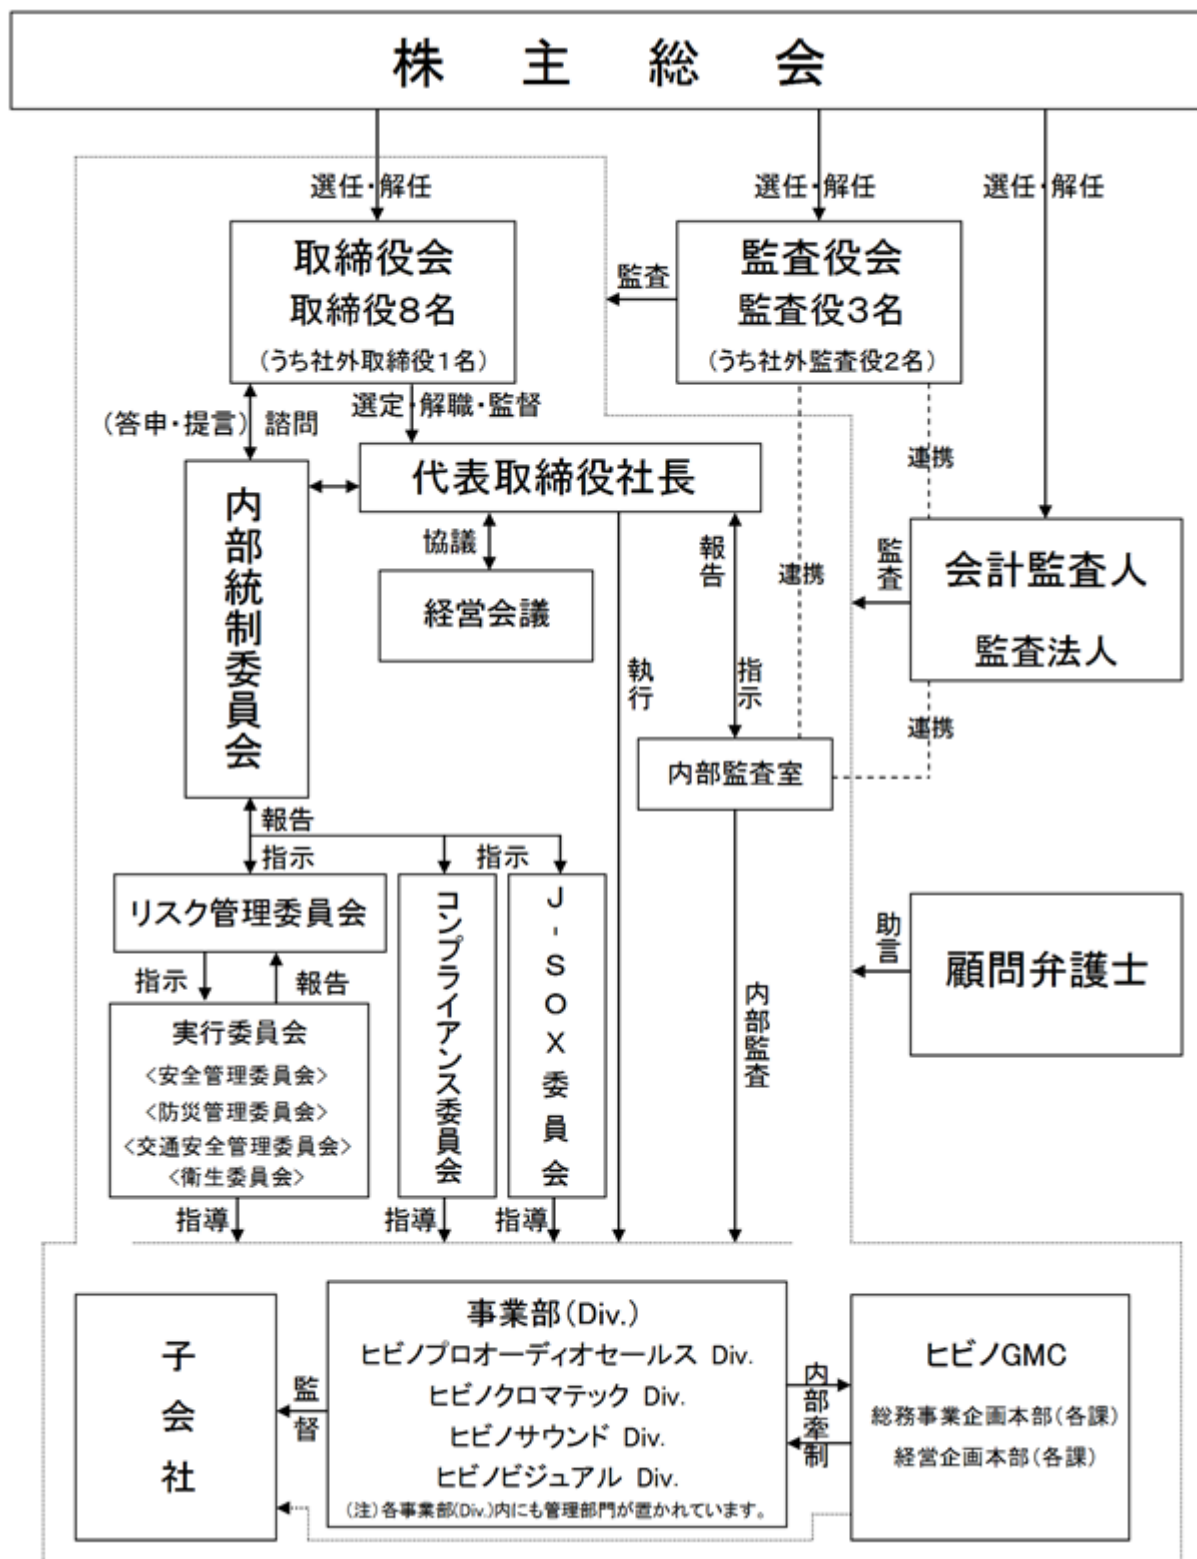 株主総会
選任・解任
選任・解任
選任・解任
取締役会
取締役8名
(うち社外取締役1名)
監査
監査役会
監査役3名
(うち社外監査役2名)
(答申・提言) 諮問
選定・解職・監督
代表取締役社長
連携
内部統制委員会
協議
経営会議
報告
指示
連携
監査
会計監査人
監査法人
執行
連携
内部監査室
報告
指示
指示
リスク管理委員会
コンプライアンス委員会
J-SOX委員会
助言
顧問弁護士
指示
報告
実行委員会
<安全管理委員会>
<防災管理委員会>
<交通安全管理委員会>
<衛生委員会>
内部監査
指導
指導
指導
子会社
監督
事業部(Div.)
ヒビノプロオーディオセールス Div.
ヒビノクロマテック Div.
ヒビノサウンド Div.
ヒビノビジュアル Div.
(注)各事業部(Div.)内にも管理部門が置かれています。
内部牽制
ヒビノGMC
総務事業企画本部(各課)
経営企画本部(各課)